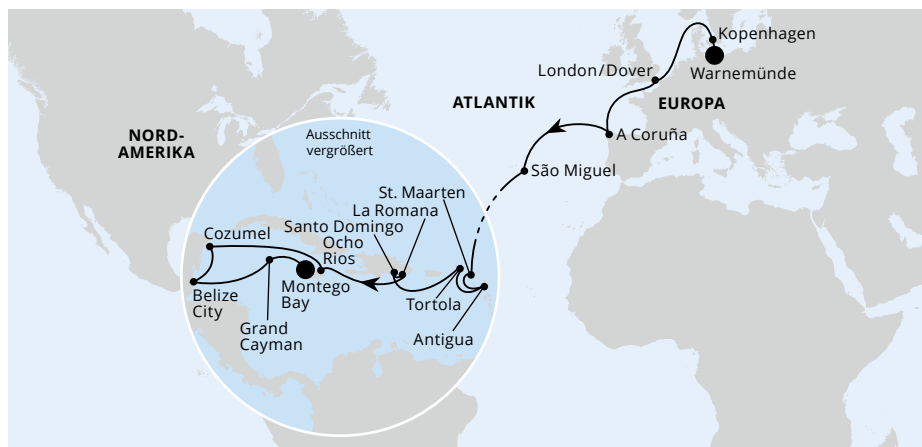 Kopenhagen
Warnemünde
London/Dover
EUROPA
ATLANTIK
A Coruña
São Miguel
NORD-
AMERIKA
Ausschnitt
vergrößert
St. Maarten
La Romana
Santo Domingo
Ocho
Rios
Cozumel
Montego
Bay
Belize
City
Grand
Cayman
Tortola
Antigua